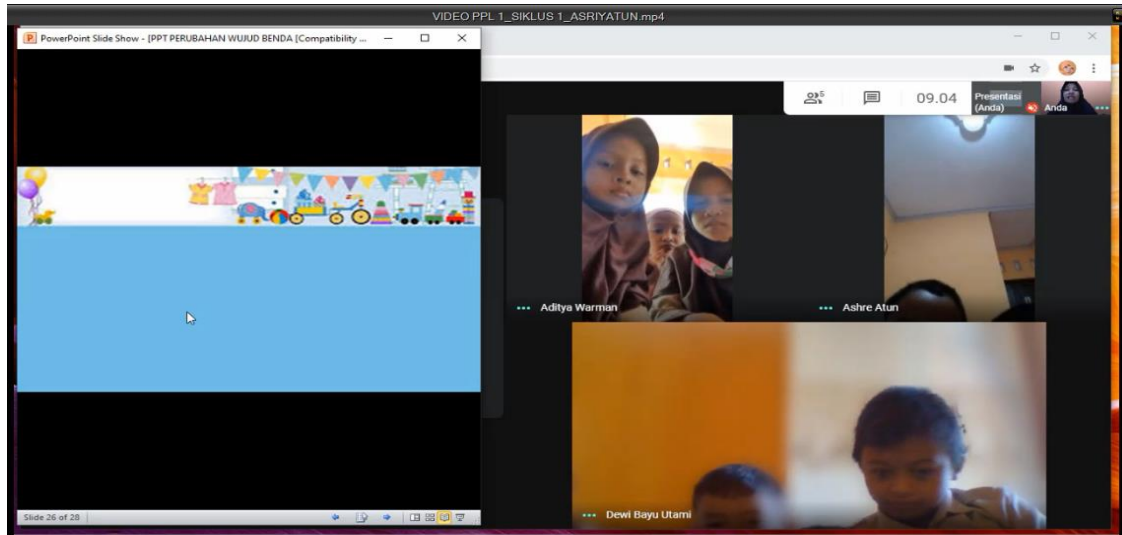 VIDEO PPL 1_SIKLUS 1_ASRIYATUN.mp4
PowerPoint Slide Show - [PPT PERUBAHAN WUJUD BENDA [Compatibility ...
5
09.04
Presentasi
(Anda)
Anda
Aditya Warman
Ashre Atun
Dewi Bayu Utami
Slide 26 of 28